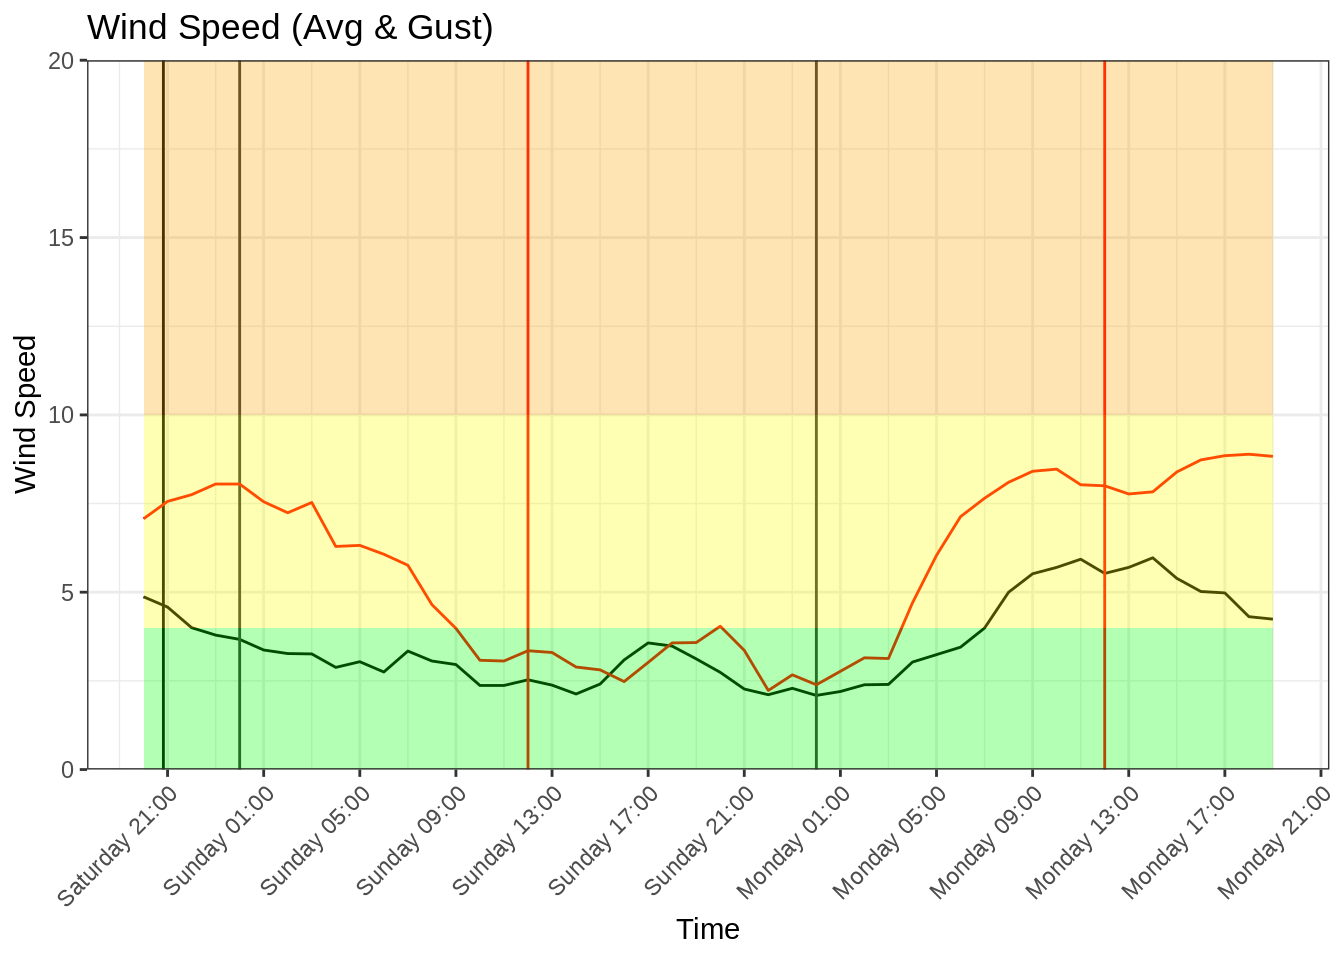 Wind Speed (Avg & Gust)
20
15
10
5
0
Wind Speed
Saturday 21:00
Sunday 01:00
Sunday 05:00
Sunday 09:00
Sunday 13:00
Sunday 17:00
Sunday 21:00
Monday 01:00
Monday 05:00
Monday 09:00
Monday 13:00
Monday 17:00
Monday 21:00
Time